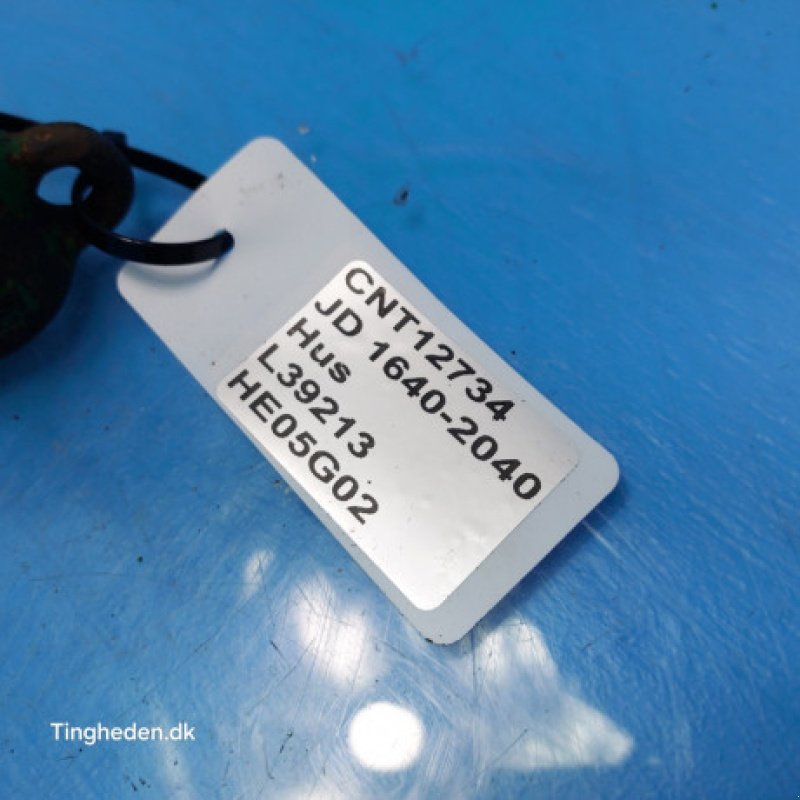 CNT12734
JD 1640-2040
Hus
L39213
HE05G02
Tingheden.dk